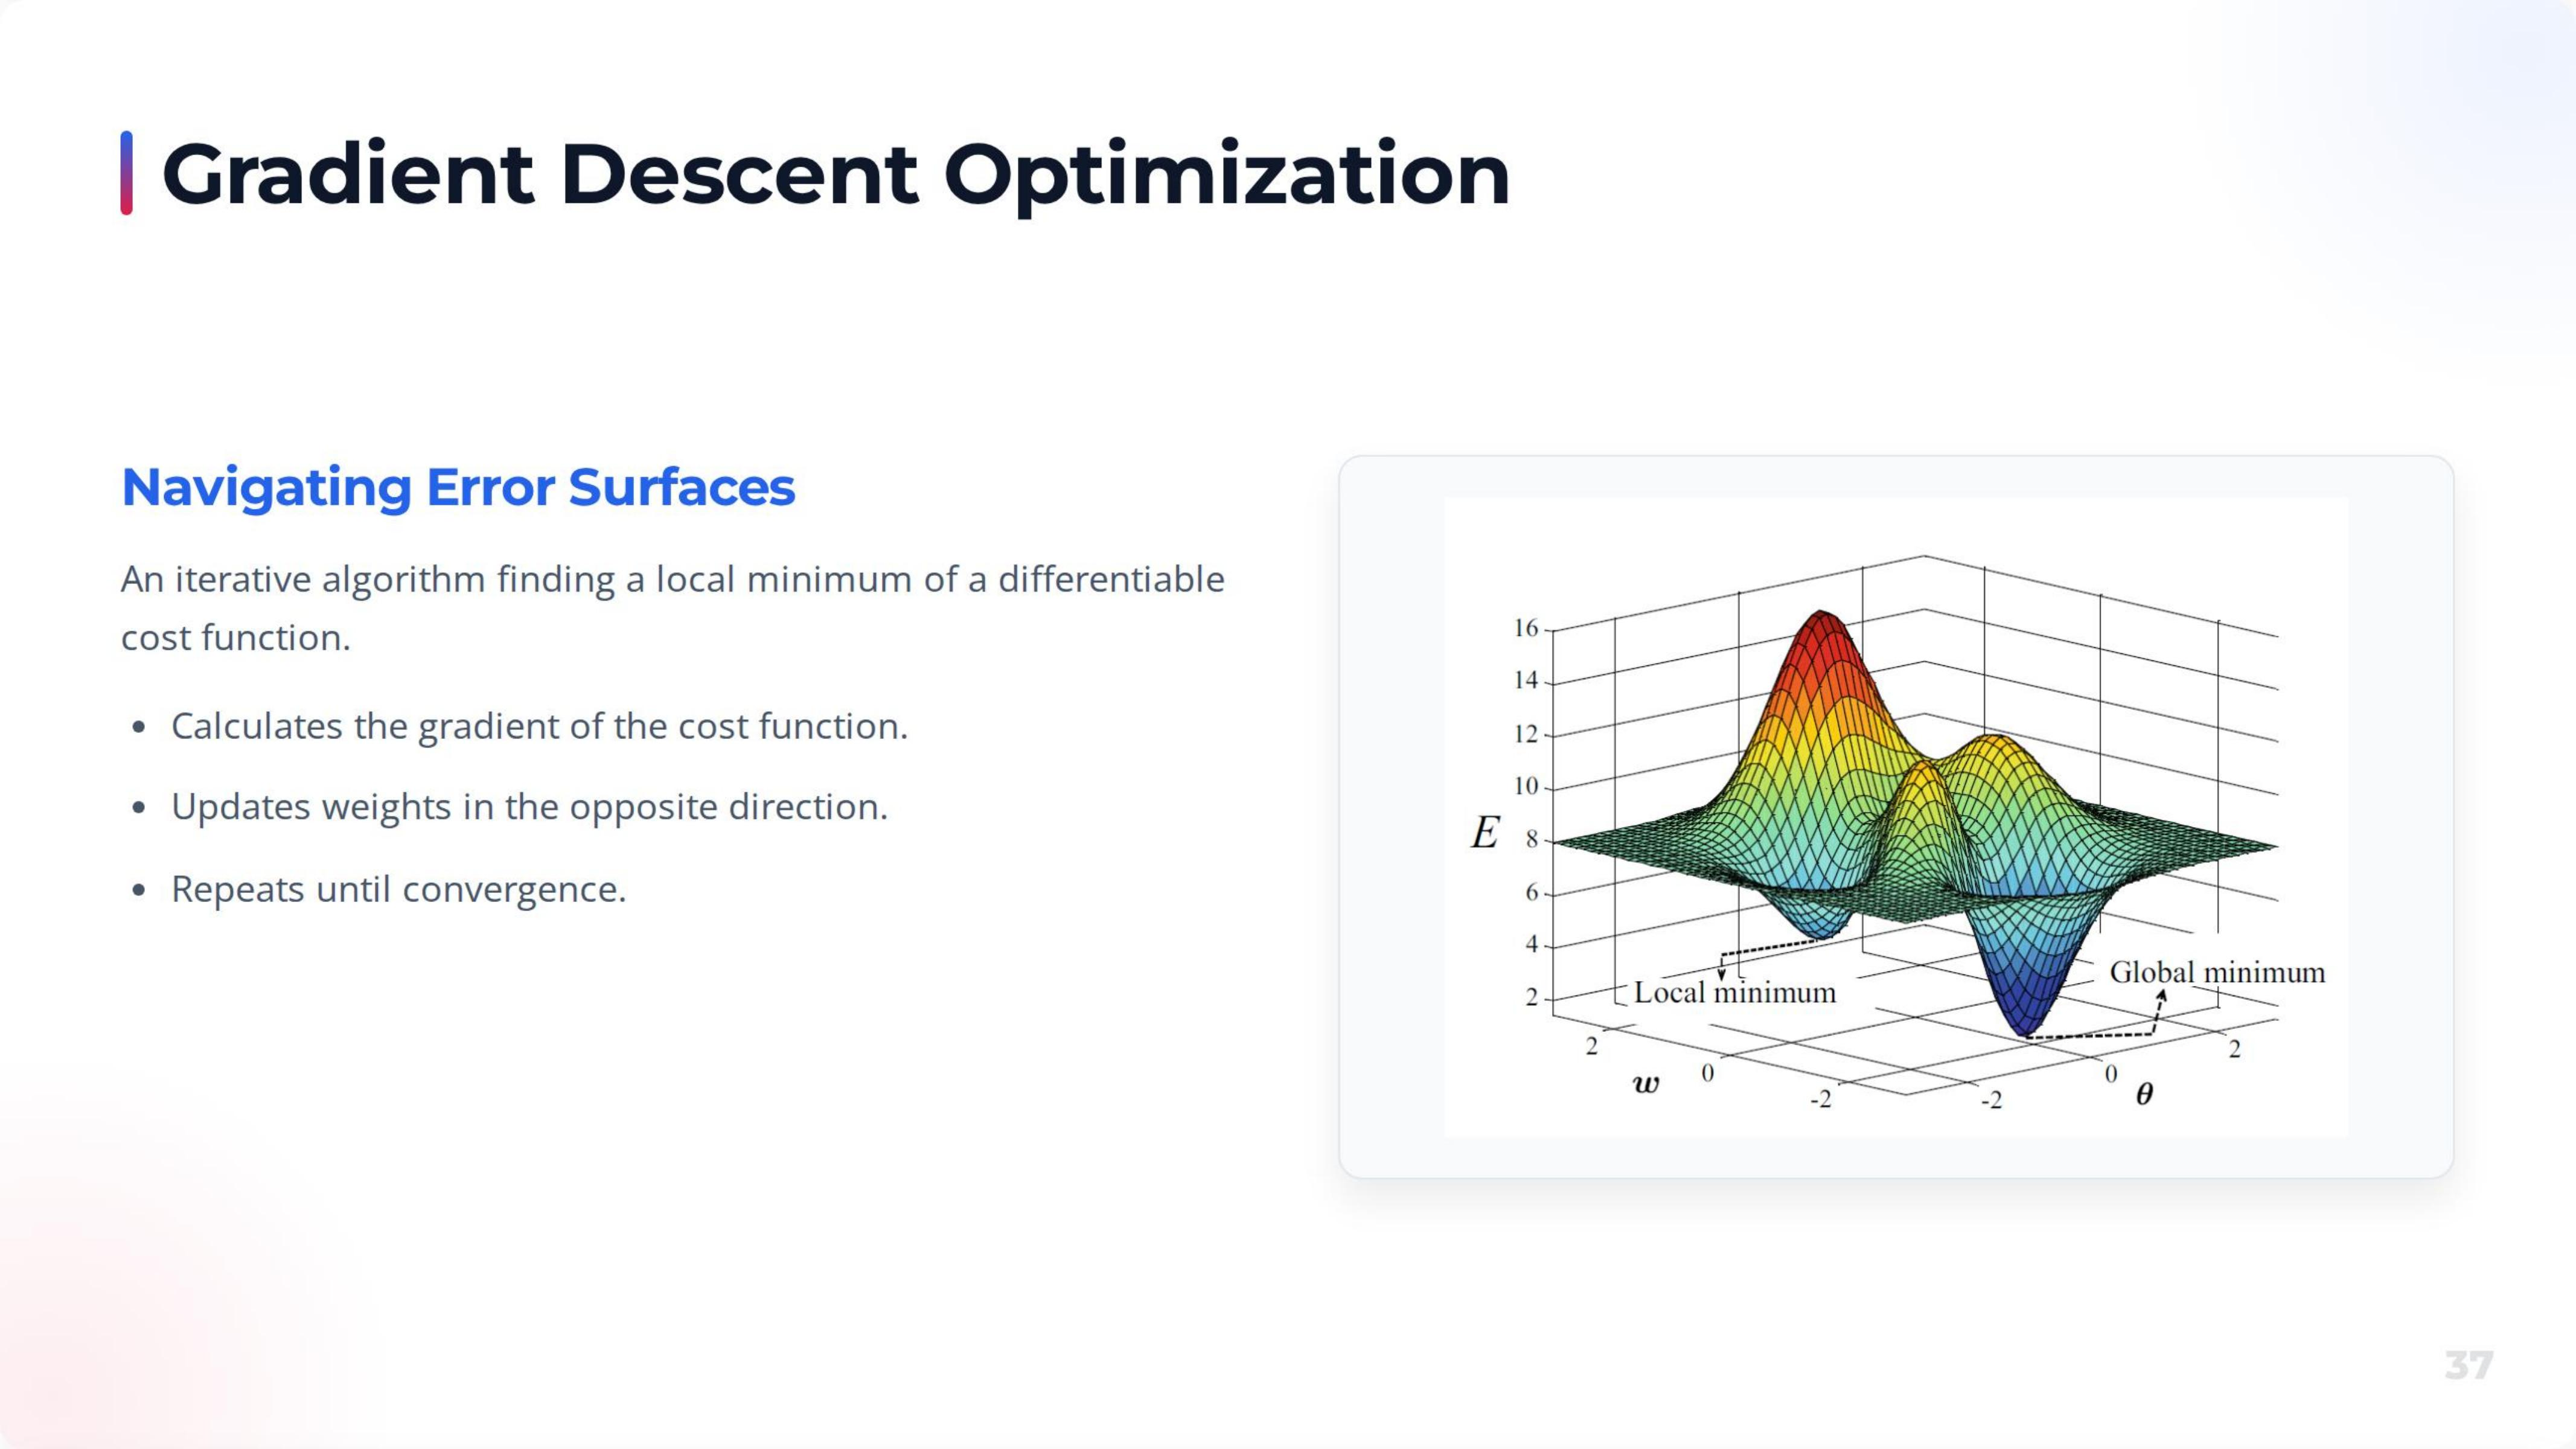 Gradient Descent Optimization
Navigating Error Surfaces
An iterative algorithm finding a local minimum of a differentiable
cost function.
• Calculates the gradient of the cost function.
• Updates weights in the opposite direction.
• Repeats until convergence.
16
14
12
10
E 8
6
4
2
Local minimum
Global minimum
2
w
0
-2
-2
0
θ
2
37